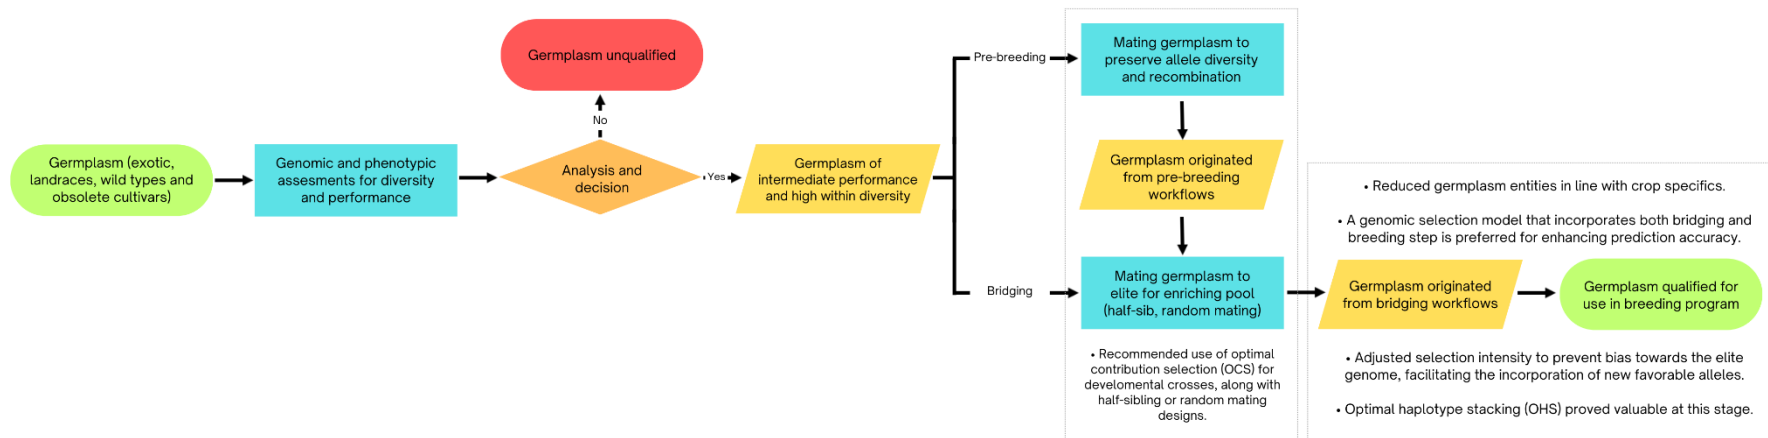 Germplasm (exotic,
landraces, wild types and
obsolete cultivars)
Genomic and phenotypic
assesments for diversity
and performance
Germplasm unqualified
No
Analysis and
decision
Yes
Germplasm of
intermediate performance
and high within diversity
Pre-breeding
Mating germplasm to
preserve allele diversity
and recombination
Germplasm originated
from pre-breeding
workflows
Bridging
Mating germplasm to
elite for enriching pool
(half-sib, random mating)
• Recommended use of optimal
contribution selection (OCS) for
develomental crosses, along with
half-sibling or random mating
designs.
• Reduced germplasm entities in line with crop specifics.
• A genomic selection model that incorporates both bridging and
breeding step is preferred for enhancing prediction accuracy.
Germplasm originated
from bridging workflows
Germplasm qualified for
use in breeding program
• Adjusted selection intensity to prevent bias towards the elite
genome, facilitating the incorporation of new favorable alleles.
• Optimal haplotype stacking (OHS) proved valuable at this stage.